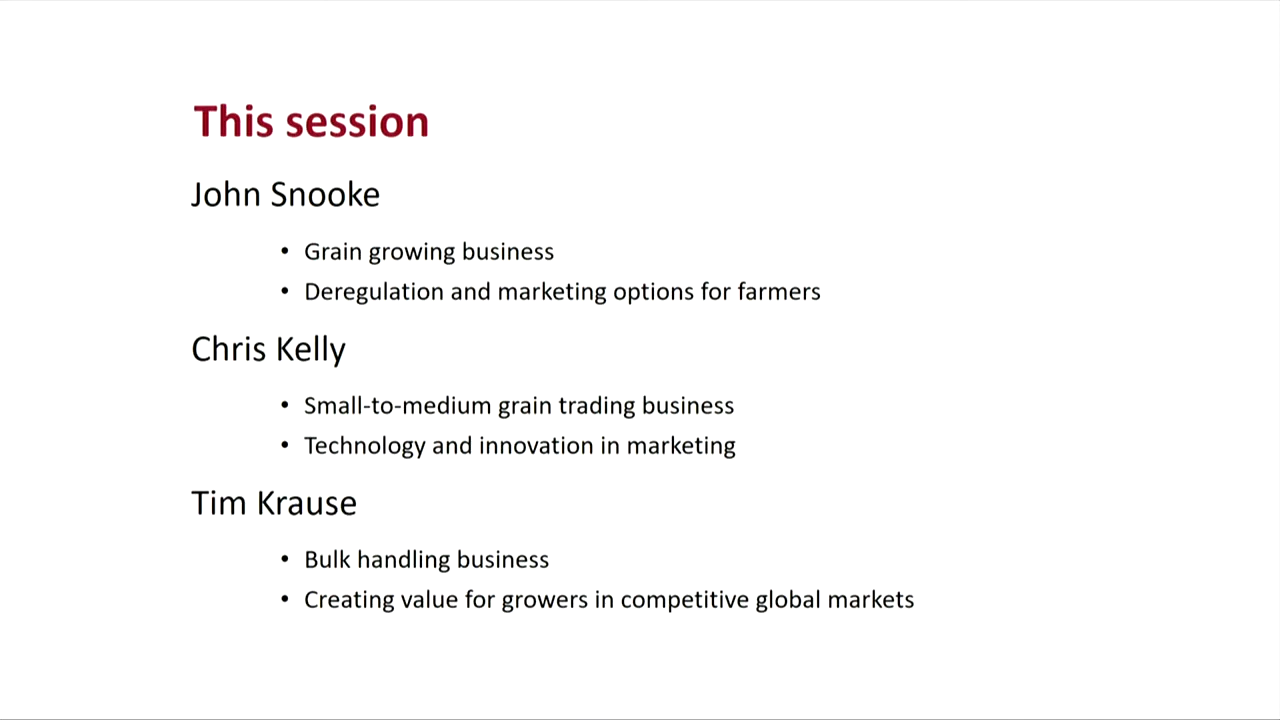 This session
John Snooke
• Grain growing business
• Deregulation and marketing options for farmers
Chris Kelly
• Small-to-medium grain trading business
• Technology and innovation in marketing
Tim Krause
• Bulk handling business
• Creating value for growers in competitive global markets